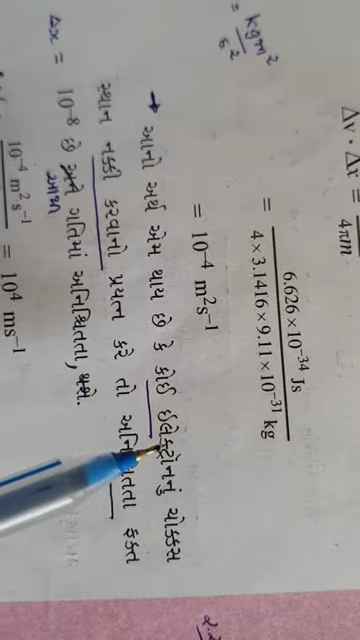 Δv · Δx = / 4πm
= 6.626 × 10⁻³⁴ Js / 4 × 3.1416 × 9.11 × 10⁻³¹ kg
= kgm² / s²
= 10⁻⁴ m²s⁻¹
→ આનો અર્થ એમ થાય છે કે કોઈ ઇલેક્ટ્રોનનું ચોક્કસ
સ્થાન નક્કી કરવાનો પ્રયત્ન કરે તો અનિશ્ચિતતા ફક્ત
Δx = 10⁻⁸ છે અને ગતિમાં અનિશ્ચિતતા,
10⁻⁴ m²s⁻¹ = 10⁴ ms⁻¹